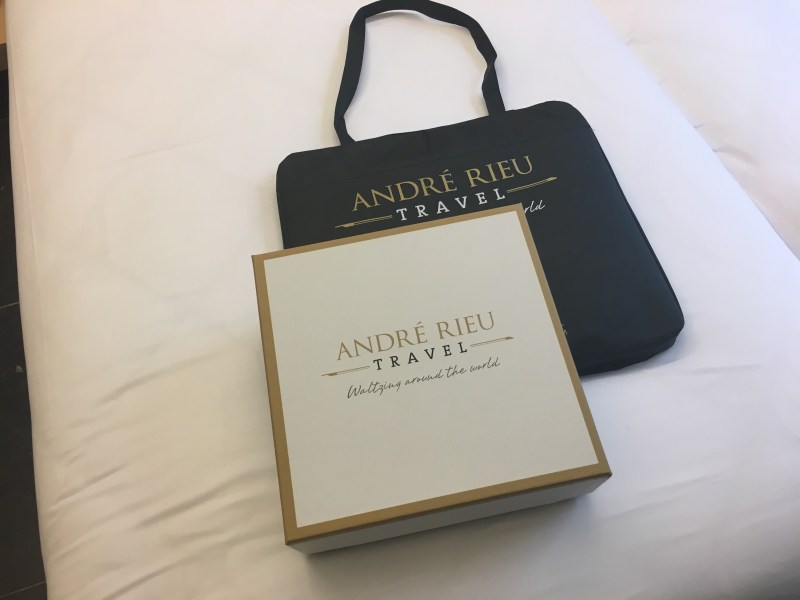 ANDRÉ RIEU
TRAVEL
ANDRÉ RIEU
TRAVEL
Waltzing around the world